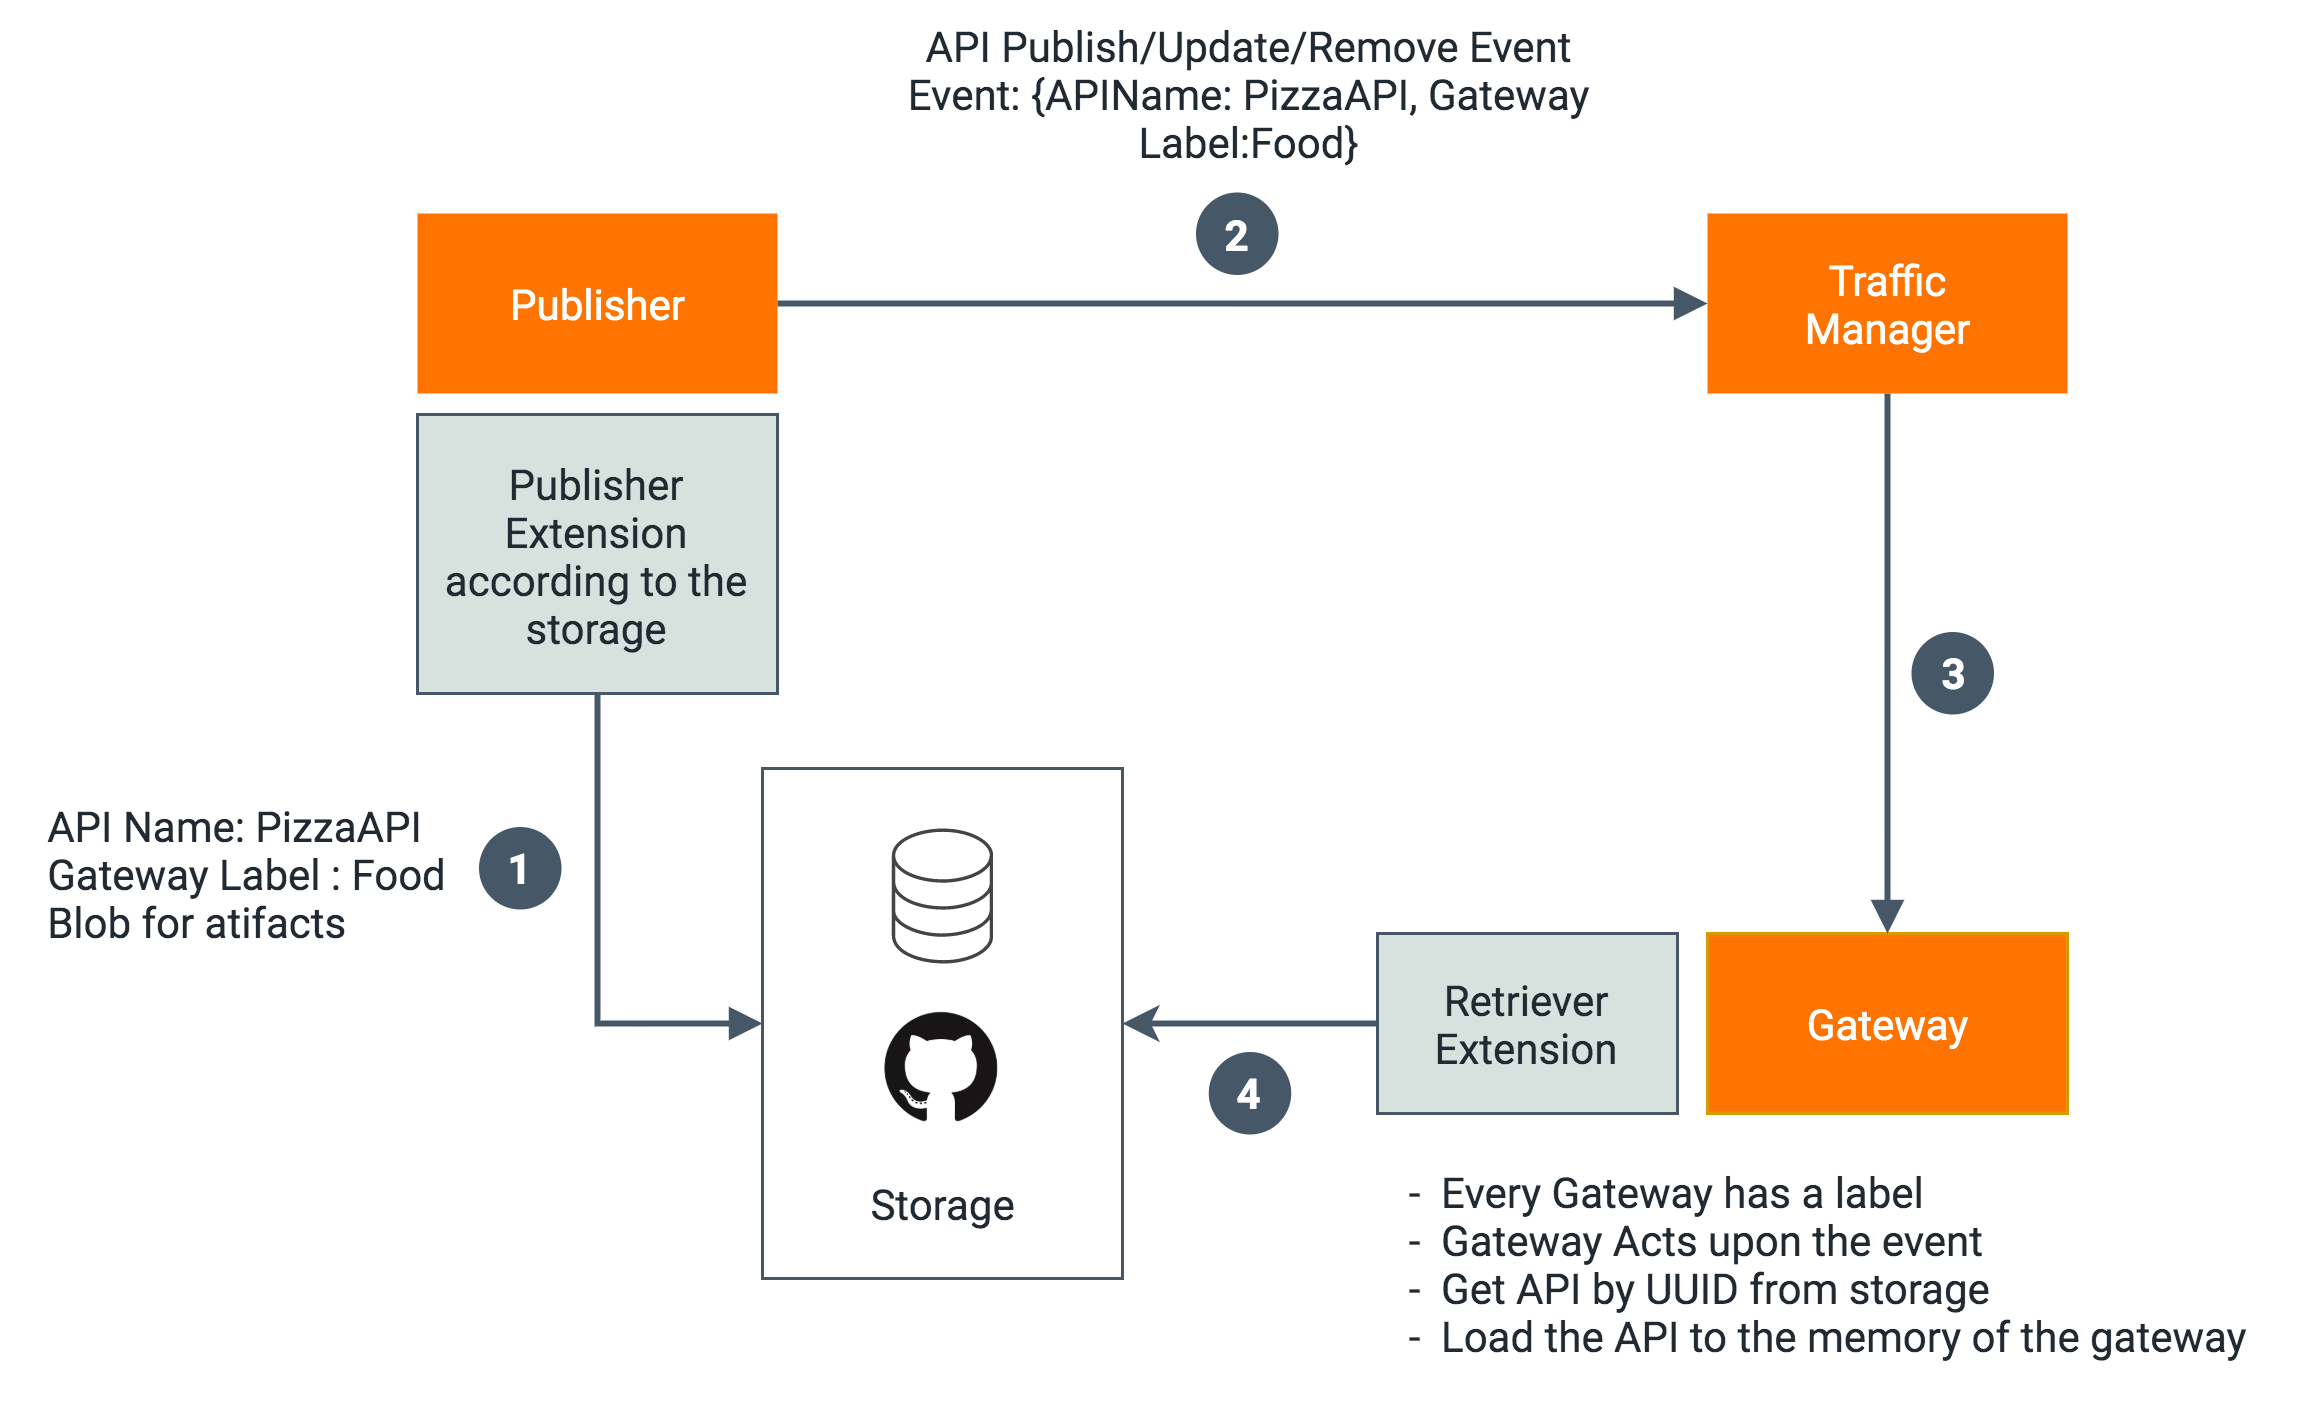 API Publish/Update/Remove Event
Event: {APIName: PizzaAPI, Gateway
Label:Food}
2
Publisher
Traffic
Manager
Publisher
Extension
according to the
storage
3
API Name: PizzaAPI
Gateway Label : Food
Blob for atifacts
1
Storage
Retriever
Extension
Gateway
4
- Every Gateway has a label
- Gateway Acts upon the event
- Get API by UUID from storage
- Load the API to the memory of the gateway